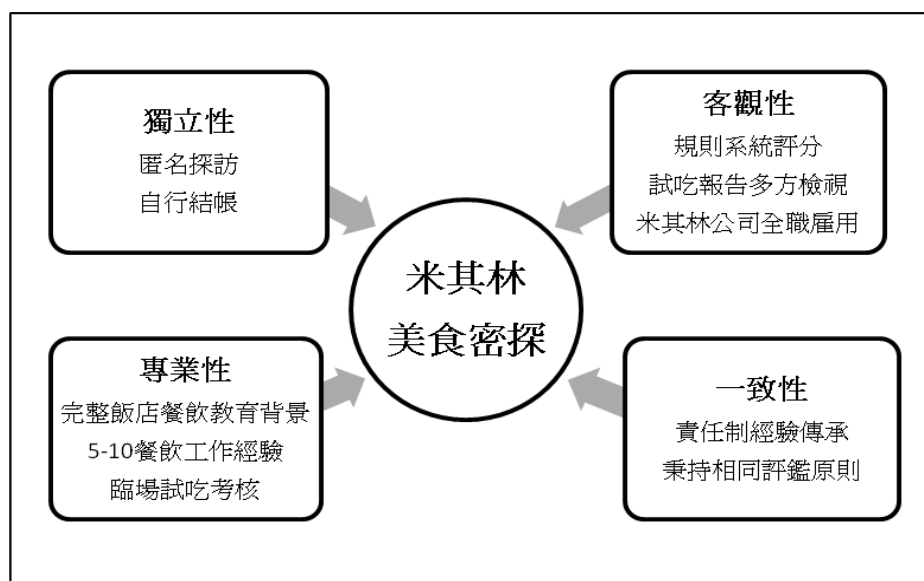 獨立性
匿名探訪
自行結帳
客觀性
規則系統評分
試吃報告多方檢視
米其林公司全職雇用
米其林
美食密探
專業性
完整飯店餐飲教育背景
5-10餐飲工作經驗
臨場試吃考核
一致性
責任制經驗傳承
秉持相同評鑑原則